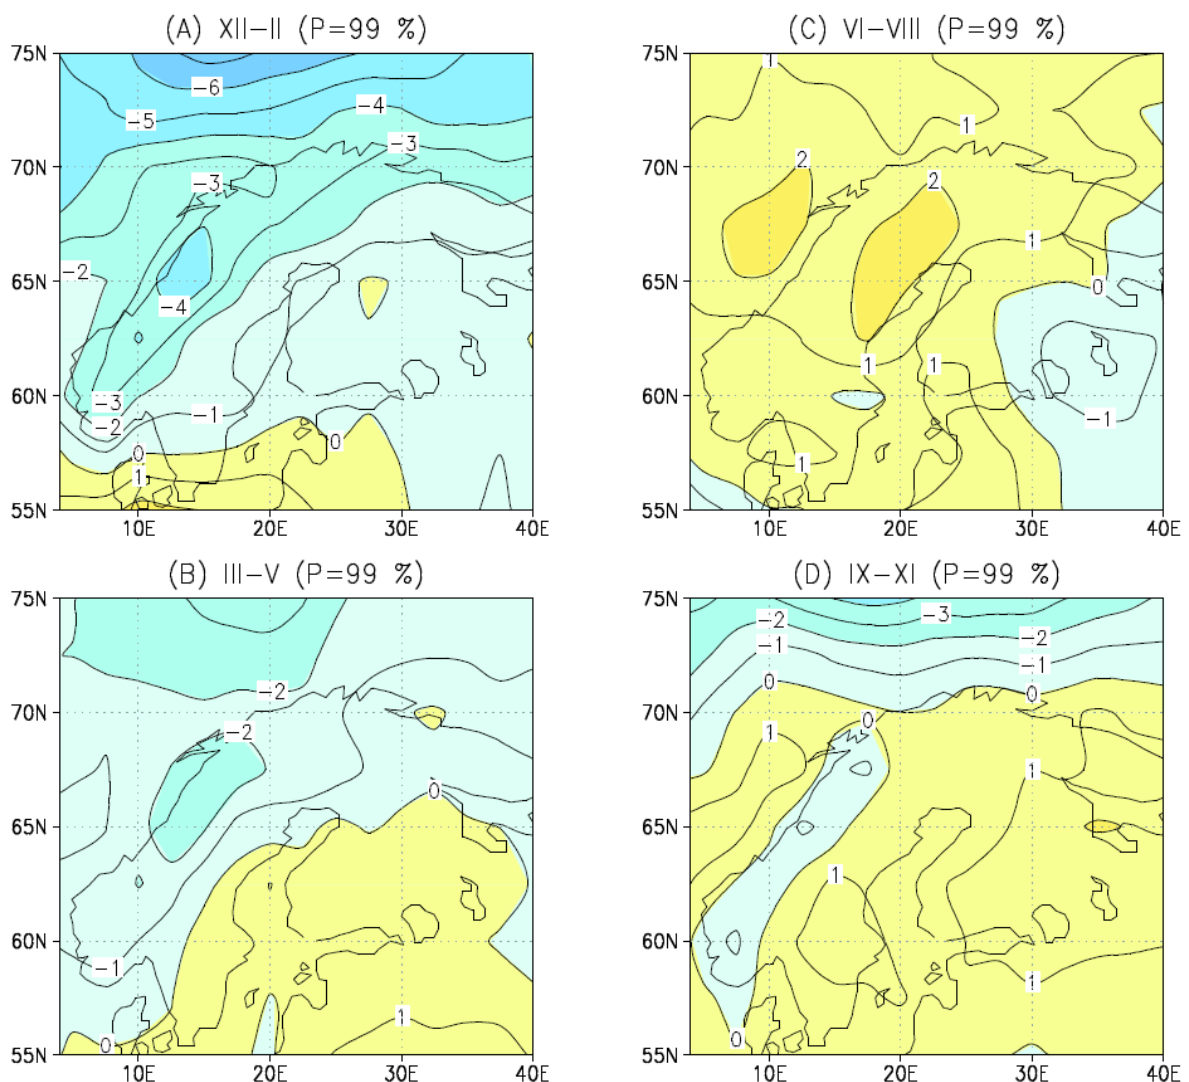 (A) XII–II (P=99 %)
75N
–6
–5
–4
–3
70N
–3
–2
65N
–4
60N
–3
–2
–1
0
0
1
55N
10E 20E 30E 40E
(C) VI–VIII (P=99 %)
75N
1
1
70N
2
2
1
65N
0
1
1
60N
–1
1
55N
10E 20E 30E 40E
(B) III–V (P=99 %)
75N
–2
70N
–2
0
65N
60N
–1
1
0
55N
10E 20E 30E 40E
(D) IX–XI (P=99 %)
75N
–3
–2
–2
–1
–1
0
0
70N
0
1
1
65N
1
60N
1
0
55N
10E 20E 30E 40E